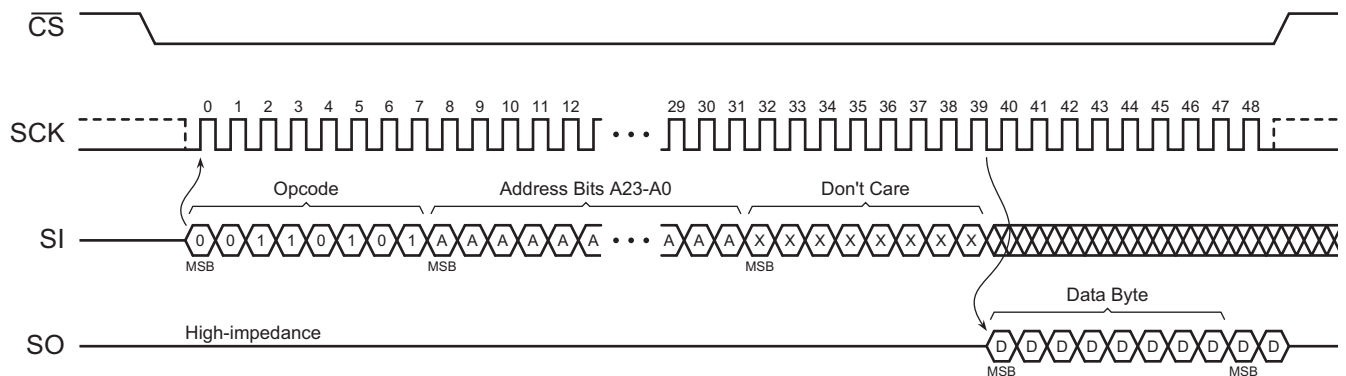 CS
0 1 2 3 4 5 6 7 8 9 10 11 12 29 30 31 32 33 34 35 36 37 38 39 40 41 42 43 44 45 46 47 48
SCK
Opcode Address Bits A23-A0 Don't Care
SI 0 0 1 1 0 1 0 1 A A A A A A A A A X X X X X X X X
MSB MSB MSB
Data Byte
High-impedance
SO D D D D D D D D D D
MSB MSB